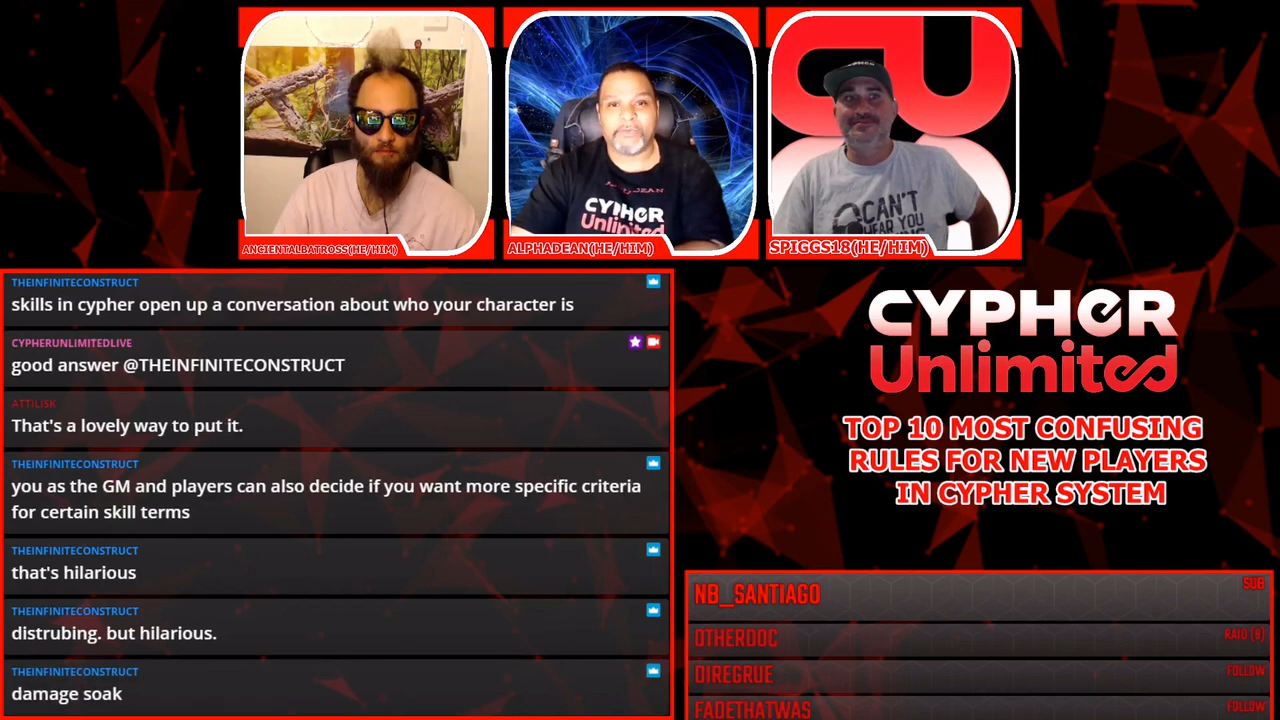 ANCIENTALBATROSS(HE/HIM)
ALPHADEAN(HE/HIM)
SPIGGS18(HE/HIM)
CYPHER
Unlimited
CAN'T
HEAR YOU
THEINFINITECONSTRUCT
skills in cypher open up a conversation about who your character is
CYPHERUNLIMITEDLIVE
good answer @THEINFINITECONSTRUCT
ATTILISK
That's a lovely way to put it.
THEINFINITECONSTRUCT
you as the GM and players can also decide if you want more specific criteria
for certain skill terms
THEINFINITECONSTRUCT
that's hilarious
THEINFINITECONSTRUCT
distrubing. but hilarious.
THEINFINITECONSTRUCT
damage soak
CYPHER
Unlimited
TOP 10 MOST CONFUSING
RULES FOR NEW PLAYERS
IN CYPHER SYSTEM
NB_SANTIAGO SUB
OTHERDOC RAID (8)
DIREGRUE FOLLOW
FADETHATWAS FOLLOW